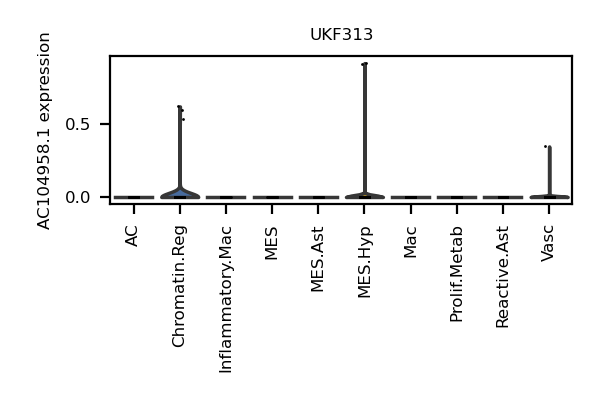 UKF313
AC104958.1 expression
0.5
0.0
AC
Chromatin.Reg
Inflammatory.Mac
MES
MES.Ast
MES.Hyp
Mac
Prolif.Metab
Reactive.Ast
Vasc